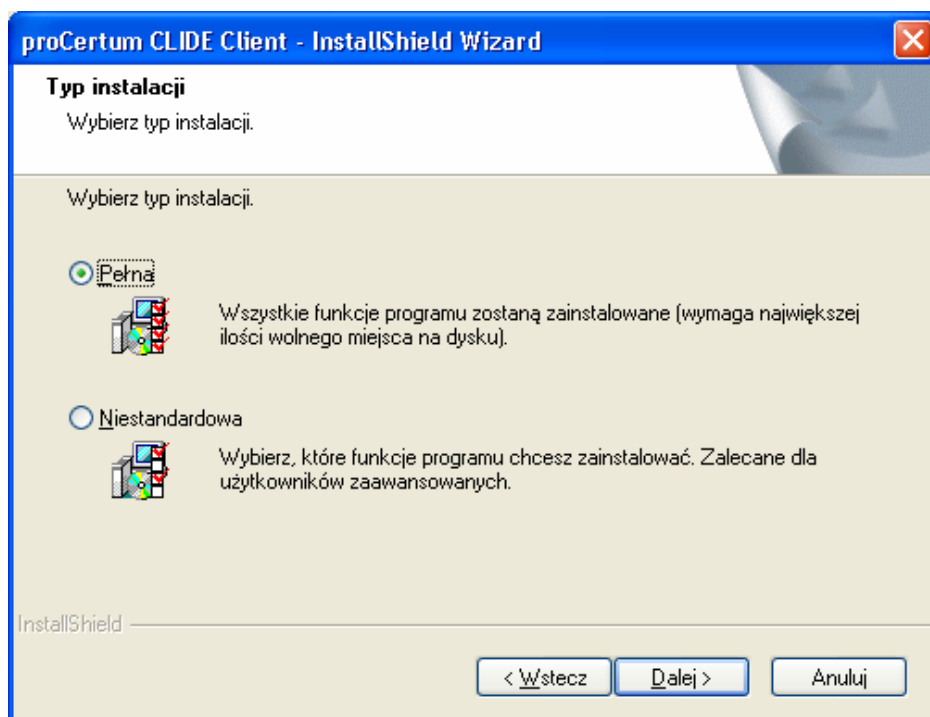 proCertum CLIDE Client - InstallShield Wizard
Typ instalacji
Wybierz typ instalacji.
Wybierz typ instalacji.
Pełna
Wszystkie funkcje programu zostaną zainstalowane (wymaga największej
ilości wolnego miejsca na dysku).
Niestandardowa
Wybierz, które funkcje programu chcesz zainstalować. Zalecane dla
użytkowników zaawansowanych.
InstallShield
< Wstecz Dalej > Anuluj